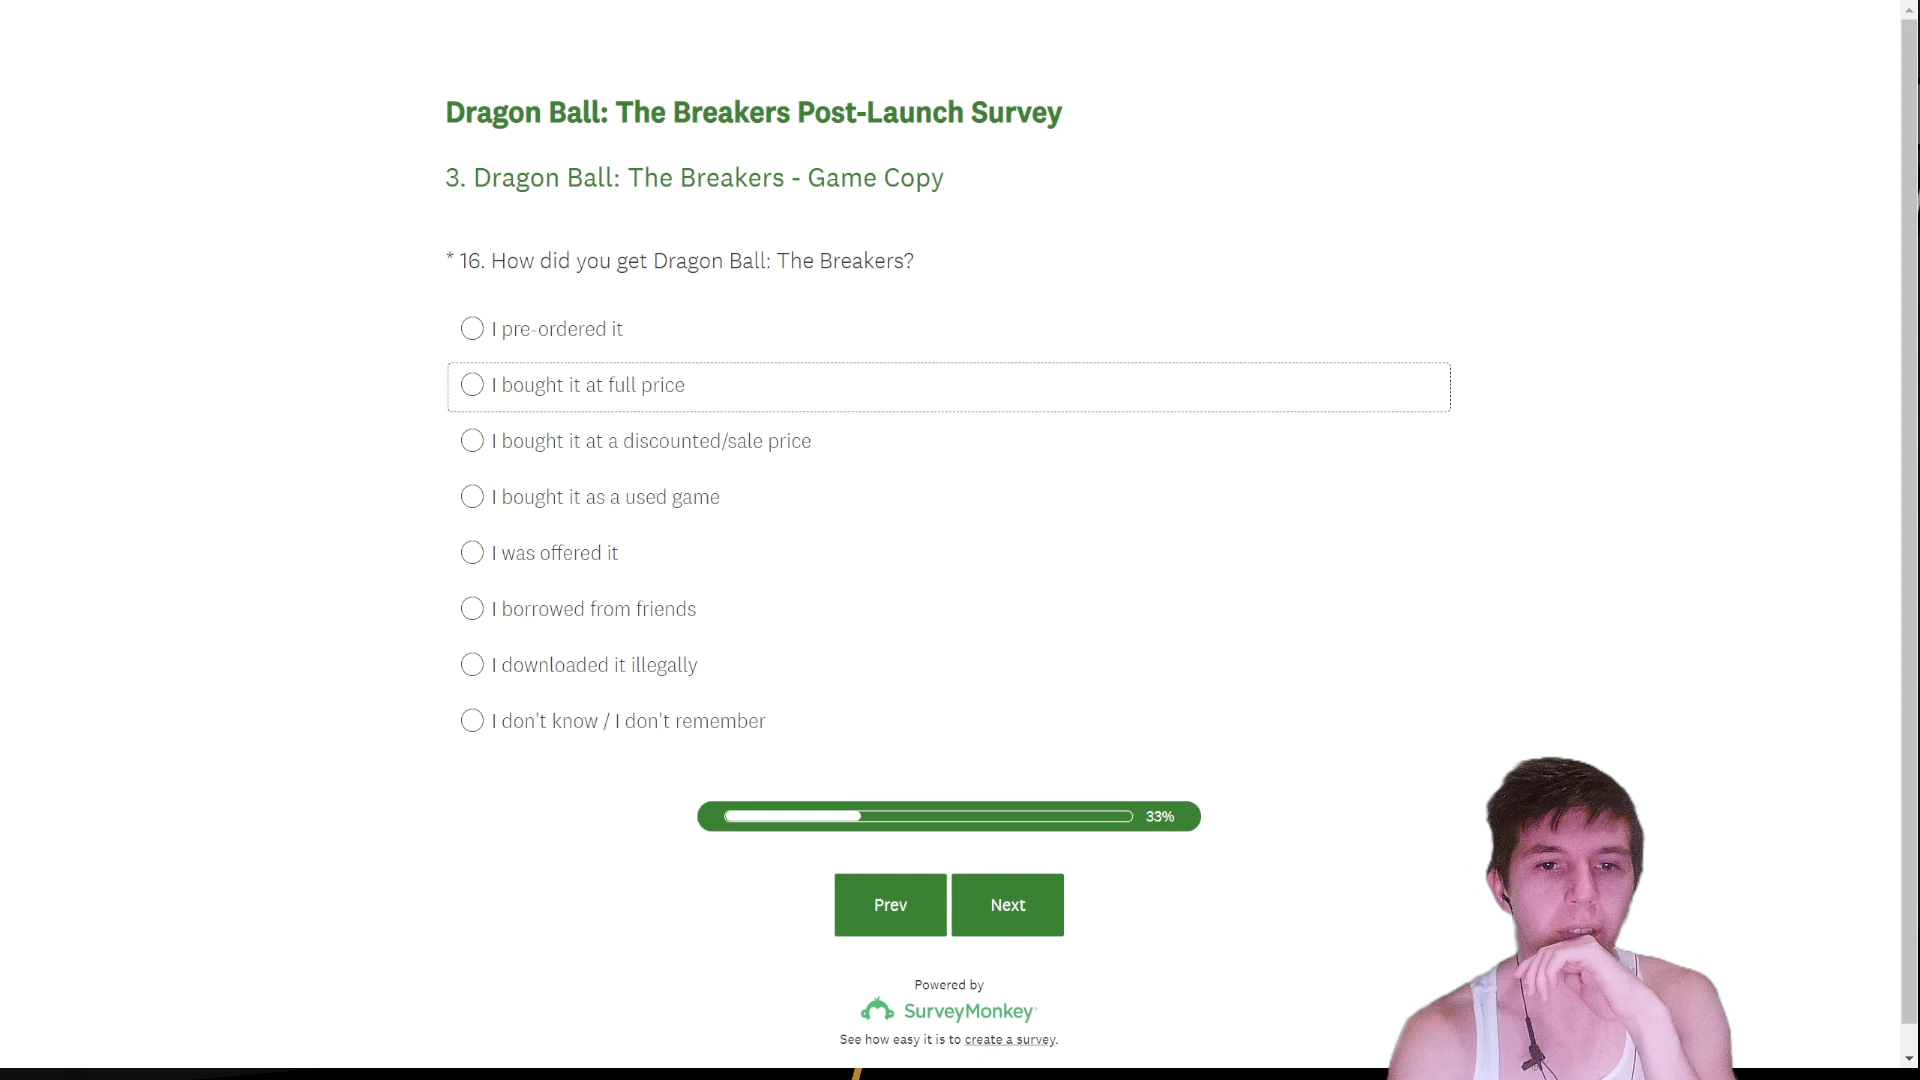 Dragon Ball: The Breakers Post-Launch Survey
3. Dragon Ball: The Breakers - Game Copy
* 16. How did you get Dragon Ball: The Breakers?
I pre-ordered it
I bought it at full price
I bought it at a discounted/sale price
I bought it as a used game
I was offered it
I borrowed from friends
I downloaded it illegally
I don't know / I don't remember
33%
Prev
Next
Powered by
SurveyMonkey
See how easy it is to create a survey.